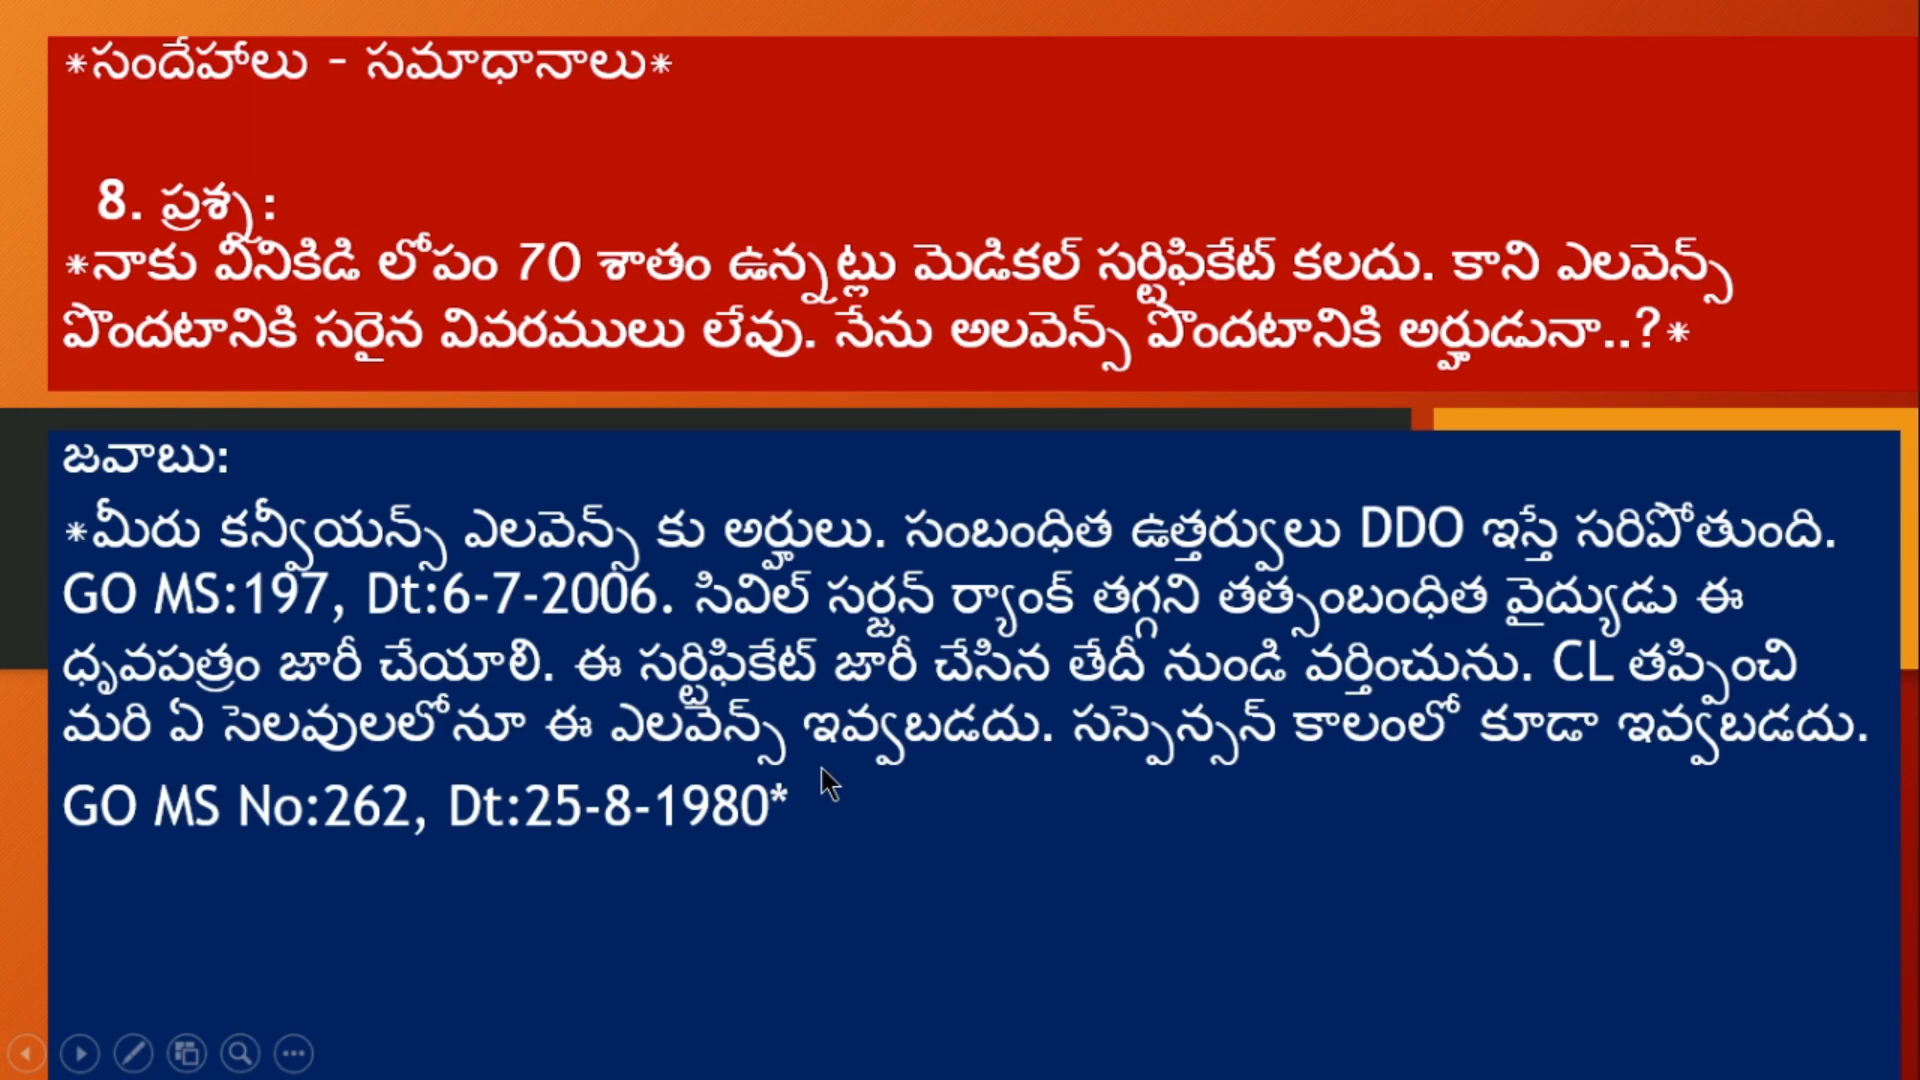 *సందేహాలు - సమాధానాలు*
8. ప్రశ్న:
*నాకు వినికిడి లోపం 70 శాతం ఉన్నట్లు మెడికల్ సర్టిఫికేట్ కలదు. కాని ఎలవెన్స్
పొందటానికి సరైన వివరములు లేవు. నేను అలవెన్స్ పొందటానికి అర్హుడునా..?*
జవాబు:
*మీరు కన్వీయన్స్ ఎలవెన్స్ కు అర్హులు. సంబంధిత ఉత్తర్వులు DDO ఇస్తే సరిపోతుంది.
GO MS:197, Dt:6-7-2006. సివిల్ సర్జన్ ర్యాంక్ తగ్గని తత్సంబంధిత వైద్యుడు ఈ
ధృవపత్రం జారీ చేయాలి. ఈ సర్టిఫికేట్ జారీ చేసిన తేదీ నుండి వర్తించును. CL తప్పించి
మరి ఏ సెలవులలోనూ ఈ ఎలవెన్స్ ఇవ్వబడదు. సస్పెన్సన్ కాలంలో కూడా ఇవ్వబడదు.
GO MS No:262, Dt:25-8-1980*